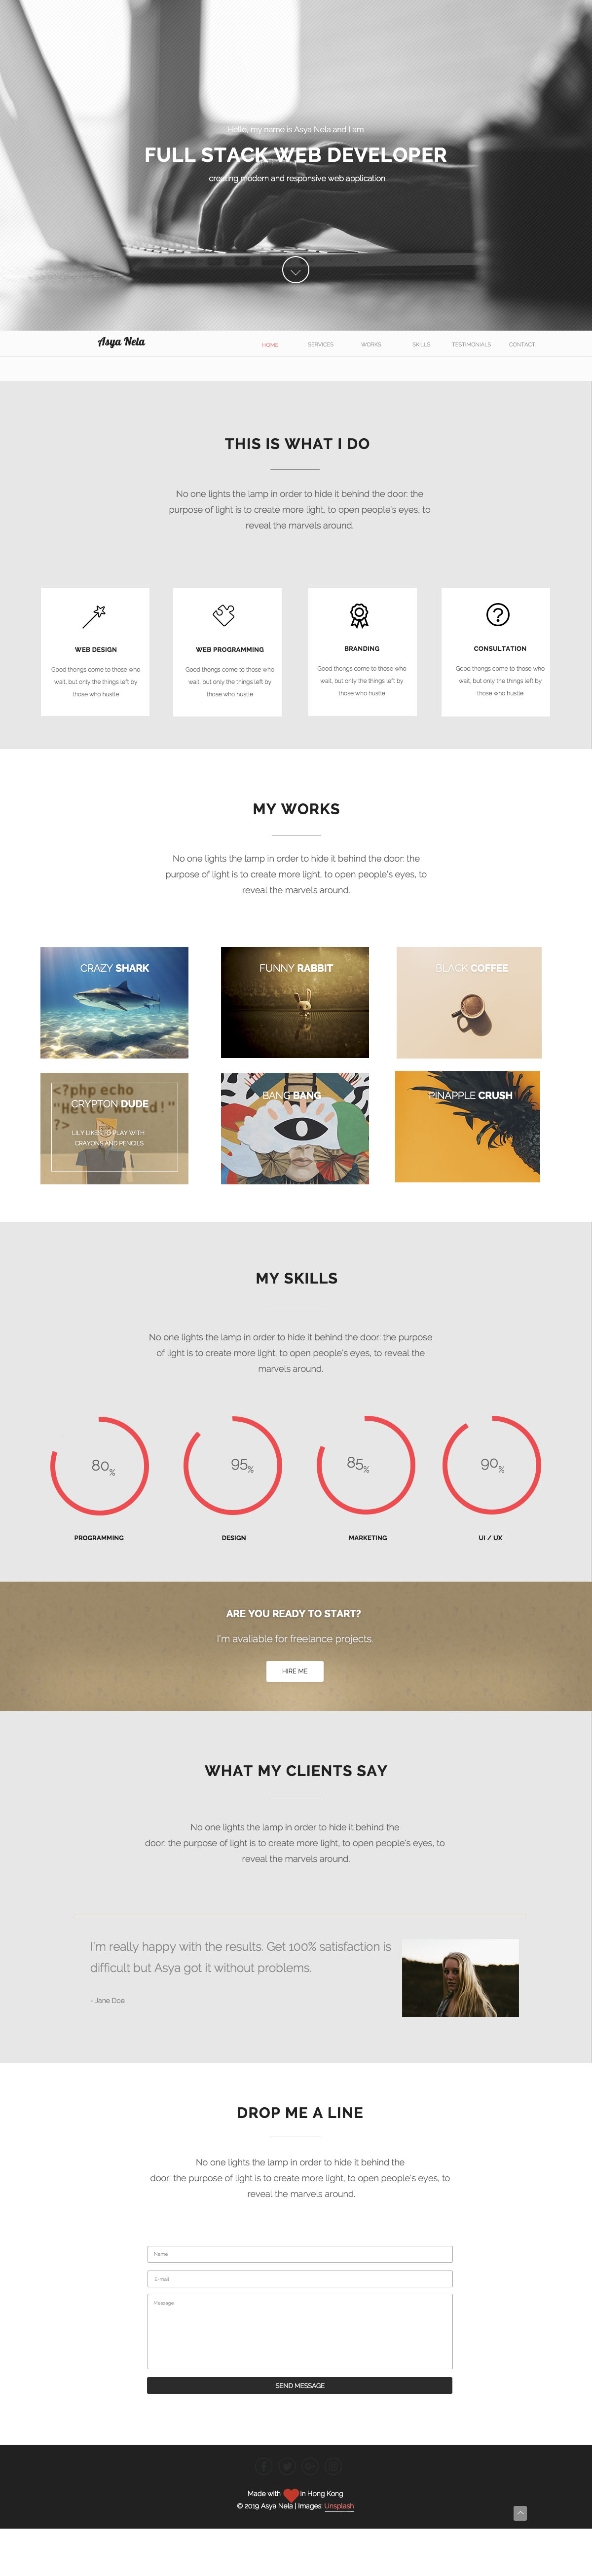 Hello, my name is Asya Nela and I am
FULL STACK WEB DEVELOPER
creating modern and responsive web application
Asya Nela
HOME
SERVICES
WORKS
SKILLS
TESTIMONIALS
CONTACT
THIS IS WHAT I DO
No one lights the lamp in order to hide it behind the door: the
purpose of light is to create more light, to open people's eyes, to
reveal the marvels around.
WEB DESIGN
Good thongs come to those who
wait, but only the things left by
those who hustle
WEB PROGRAMMING
Good thongs come to those who
wait, but only the things left by
those who hustle
BRANDING
Good thongs come to those who
wait, but only the things left by
those who hustle
CONSULTATION
Good thongs come to those who
wait, but only the things left by
those who hustle
MY WORKS
No one lights the lamp in order to hide it behind the door: the
purpose of light is to create more light, to open people's eyes, to
reveal the marvels around.
CRAZY SHARK
FUNNY RABBIT
BLACK COFFEE
<?php echo
"Hello World!"
?>
CRYPTON DUDE
LILY LIKES TO PLAY WITH
CRAYONS AND PENCILS
BANG BANG
PINAPPLE CRUSH
MY SKILLS
No one lights the lamp in order to hide it behind the door: the purpose
of light is to create more light, to open people's eyes, to reveal the
marvels around.
80%
95%
85%
90%
PROGRAMMING
DESIGN
MARKETING
UI / UX
ARE YOU READY TO START?
I'm avaliable for freelance projects.
HIRE ME
WHAT MY CLIENTS SAY
No one lights the lamp in order to hide it behind the
door: the purpose of light is to create more light, to open people's eyes, to
reveal the marvels around.
I'm really happy with the results. Get 100% satisfaction is
difficult but Asya got it without problems.
- Jane Doe
DROP ME A LINE
No one lights the lamp in order to hide it behind the
door: the purpose of light is to create more light, to open people's eyes, to
reveal the marvels around.
Name
E-mail
Message
SEND MESSAGE
Made with in Hong Kong
© 2019 Asya Nela | Images: Unsplash